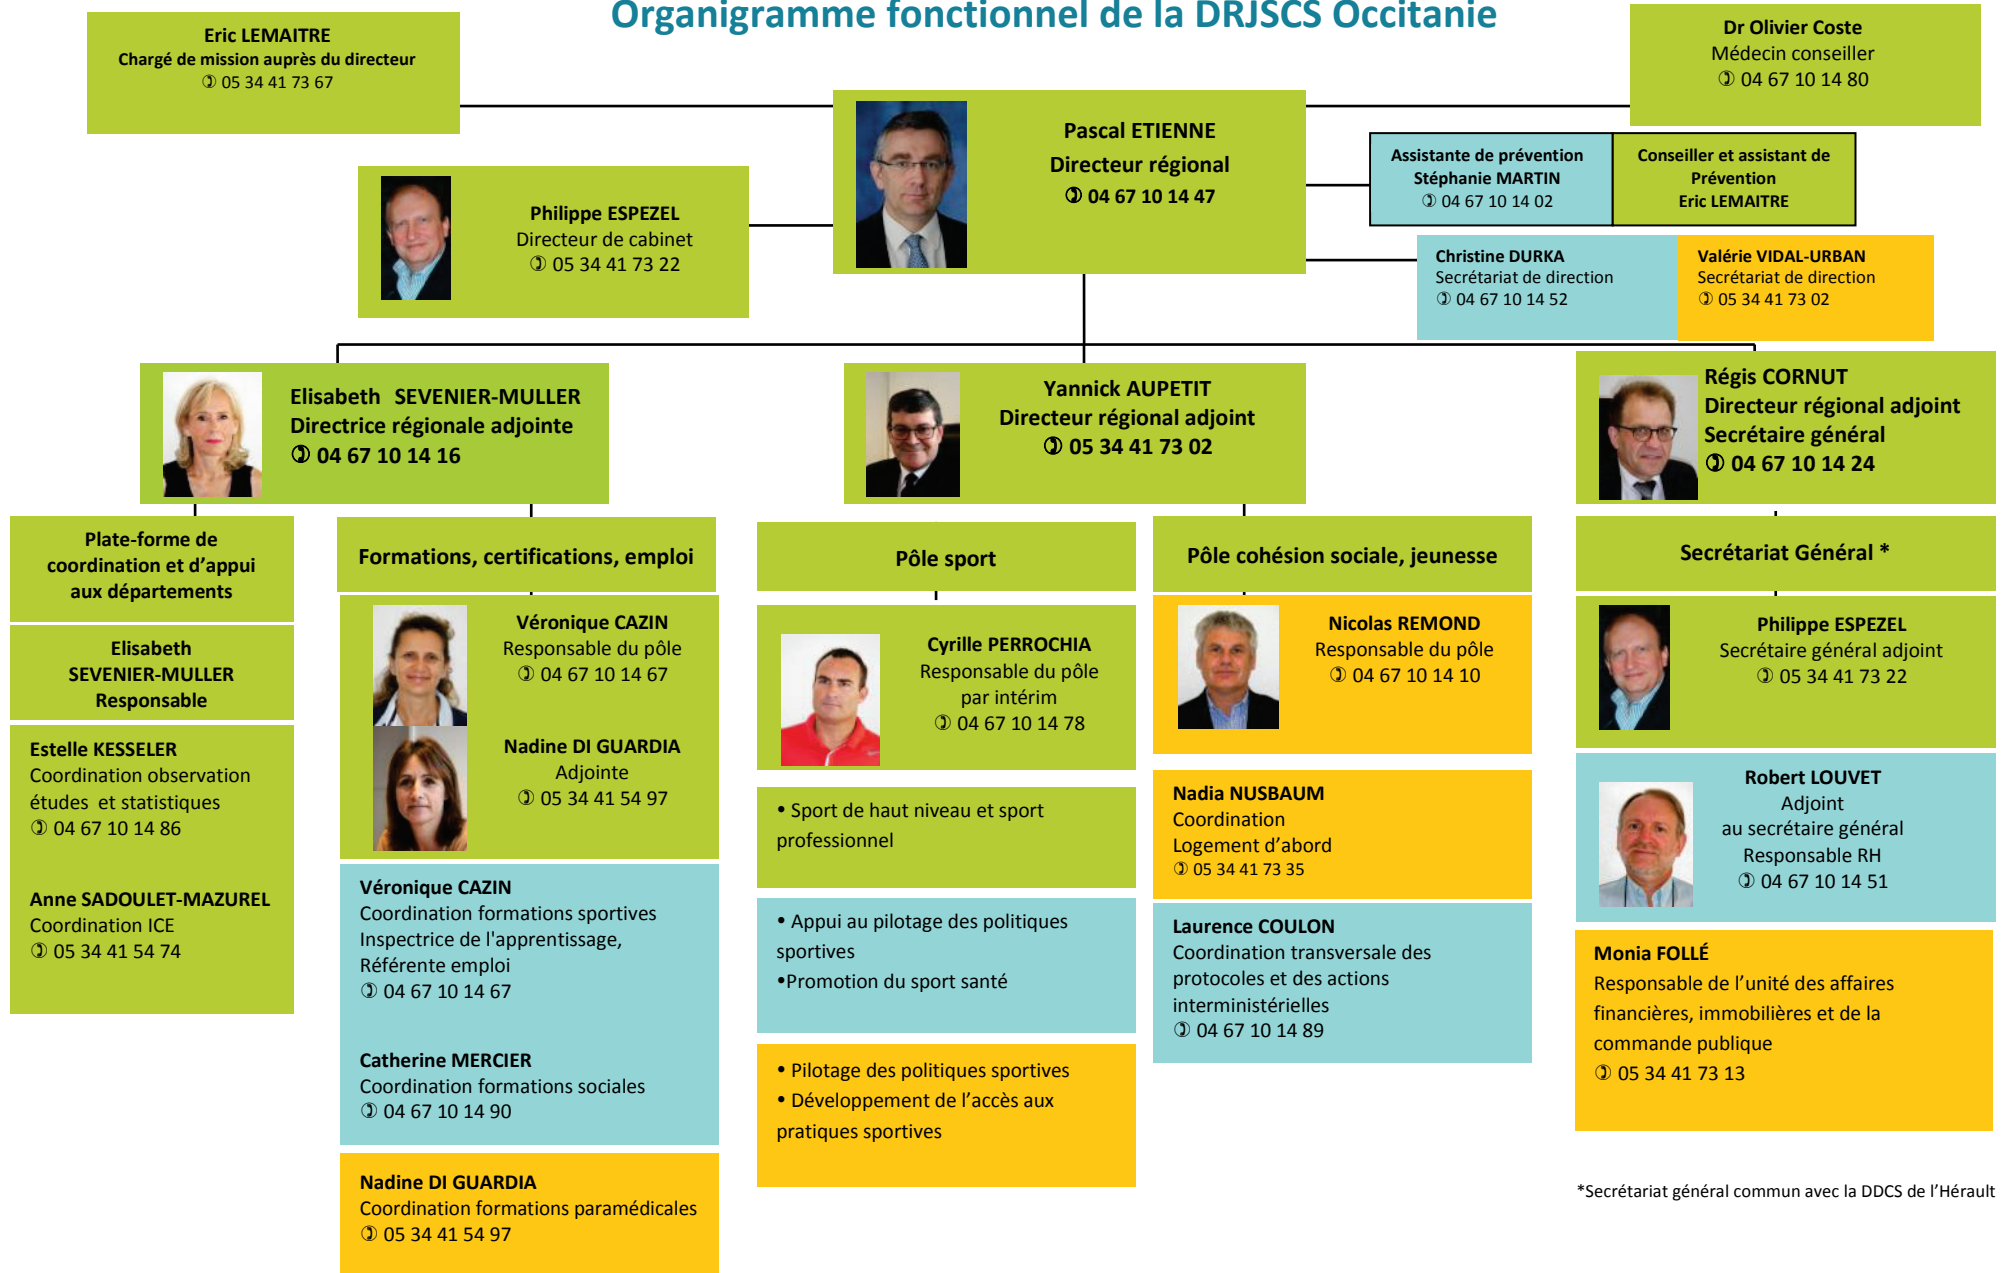 Organigramme fonctionnel de la DRJSCS Occitanie
Eric LEMAITRE
Chargé de mission auprès du directeur
✆ 05 34 41 73 67
Dr Olivier Coste
Médecin conseiller
✆ 04 67 10 14 80
Pascal ETIENNE
Directeur régional
✆ 04 67 10 14 47
Assistante de prévention
Stéphanie MARTIN
✆ 04 67 10 14 02
Conseiller et assistant de
Prévention
Eric LEMAITRE
Philippe ESPEZEL
Directeur de cabinet
✆ 05 34 41 73 22
Christine DURKA
Secrétariat de direction
✆ 04 67 10 14 52
Valérie VIDAL-URBAN
Secrétariat de direction
✆ 05 34 41 73 02
Elisabeth SEVENIER-MULLER
Directrice régionale adjointe
✆ 04 67 10 14 16
Yannick AUPETIT
Directeur régional adjoint
✆ 05 34 41 73 02
Régis CORNUT
Directeur régional adjoint
Secrétaire général
✆ 04 67 10 14 24
Plate-forme de
coordination et d’appui
aux départements
Elisabeth
SEVENIER-MULLER
Responsable
Estelle KESSELER
Coordination observation
études et statistiques
✆ 04 67 10 14 86
Anne SADOULET-MAZUREL
Coordination ICE
✆ 05 34 41 54 74
Formations, certifications, emploi
Véronique CAZIN
Responsable du pôle
✆ 04 67 10 14 67
Nadine DI GUARDIA
Adjointe
✆ 05 34 41 54 97
Véronique CAZIN
Coordination formations sportives
Inspectrice de l'apprentissage,
Référente emploi
✆ 04 67 10 14 67
Catherine MERCIER
Coordination formations sociales
✆ 04 67 10 14 90
Nadine DI GUARDIA
Coordination formations paramédicales
✆ 05 34 41 54 97
Pôle sport
Cyrille PERROCHIA
Responsable du pôle
par intérim
✆ 04 67 10 14 78
• Sport de haut niveau et sport
professionnel
• Appui au pilotage des politiques
sportives
•Promotion du sport santé
• Pilotage des politiques sportives
• Développement de l’accès aux
pratiques sportives
Pôle cohésion sociale, jeunesse
Nicolas REMOND
Responsable du pôle
✆ 04 67 10 14 10
Nadia NUSBAUM
Coordination
Logement d’abord
✆ 05 34 41 73 35
Laurence COULON
Coordination transversale des
protocoles et des actions
interministérielles
✆ 04 67 10 14 89
Secrétariat Général *
Philippe ESPEZEL
Secrétaire général adjoint
✆ 05 34 41 73 22
Robert LOUVET
Adjoint
au secrétaire général
Responsable RH
✆ 04 67 10 14 51
Monia FOLLÉ
Responsable de l’unité des affaires
financières, immobilières et de la
commande publique
✆ 05 34 41 73 13
*Secrétariat général commun avec la DDCS de l’Hérault